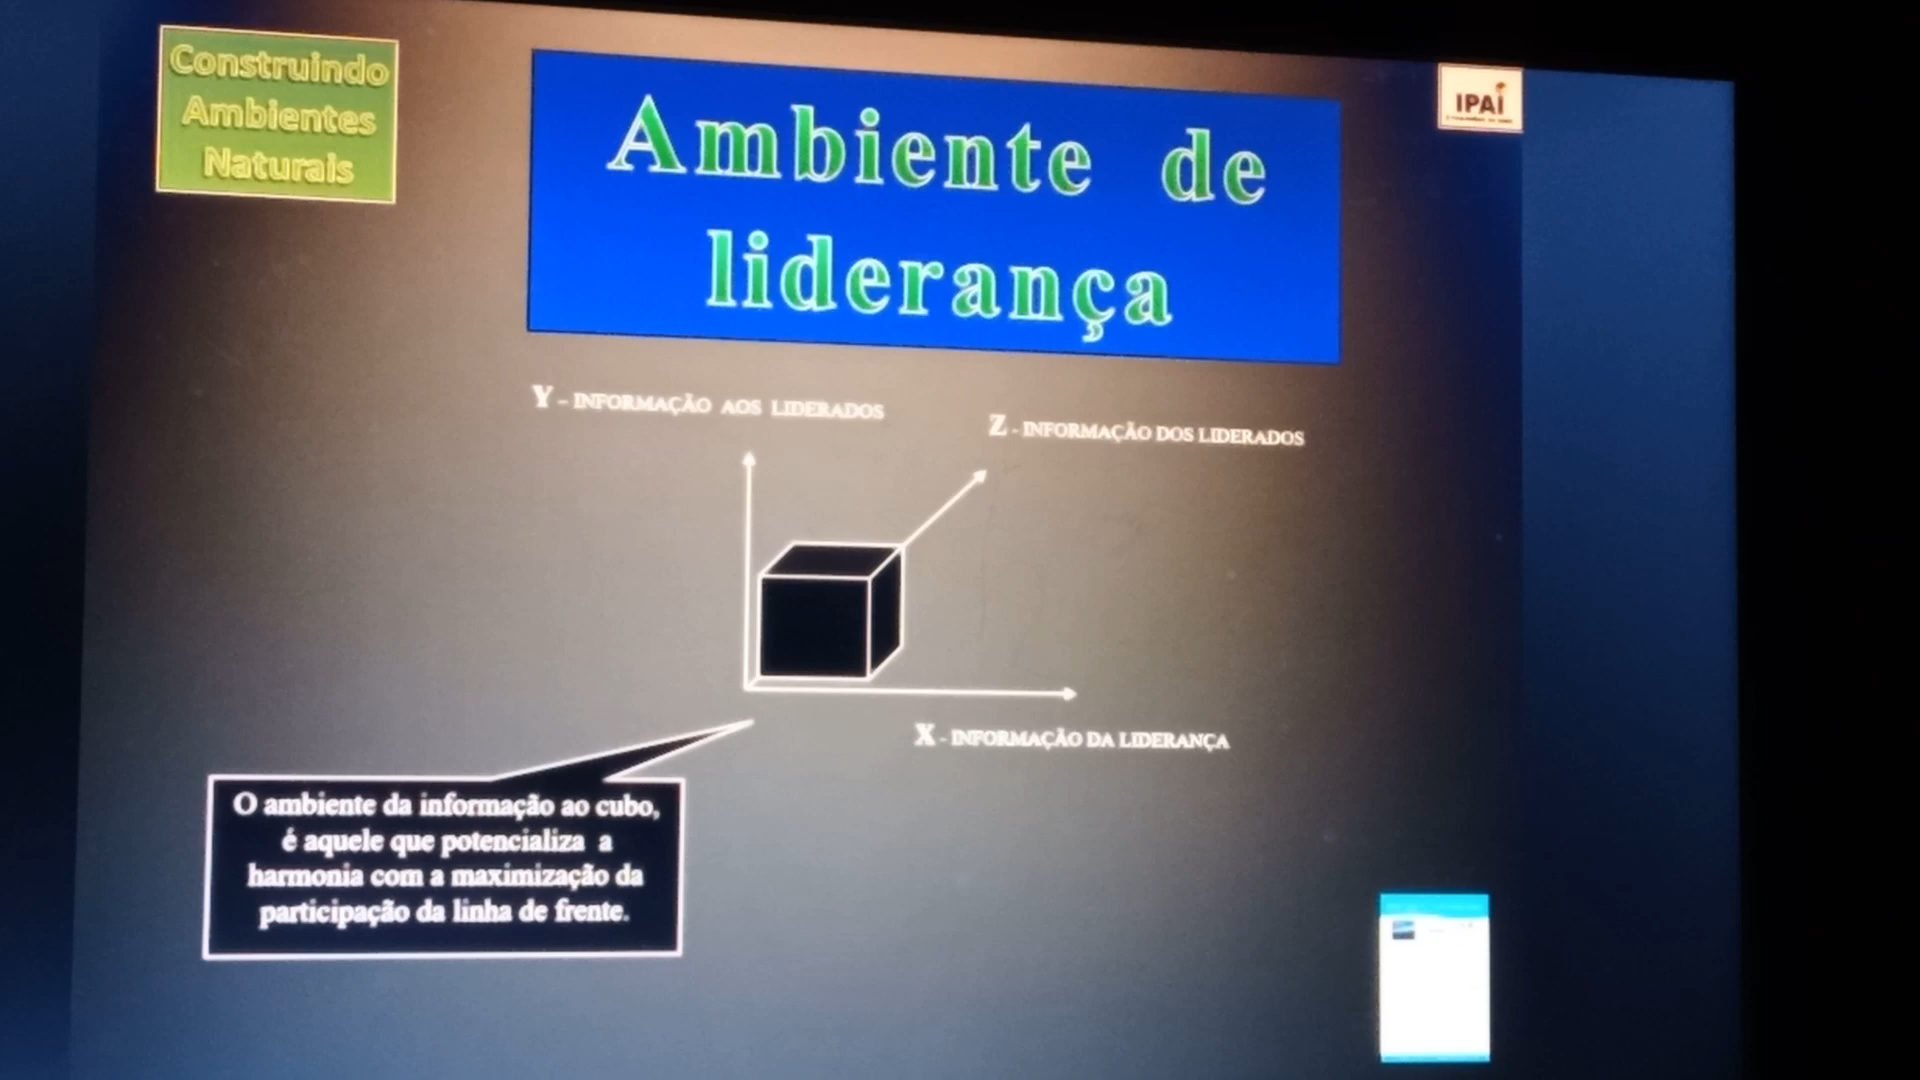 Construindo
Ambientes
Naturais
Ambiente de
liderança
IPAI
Y - INFORMAÇÃO AOS LIDERADOS
Z - INFORMAÇÃO DOS LIDERADOS
X - INFORMAÇÃO DA LIDERANÇA
O ambiente da informação ao cubo,
é aquele que potencializa a
harmonia com a maximização da
participação da linha de frente.